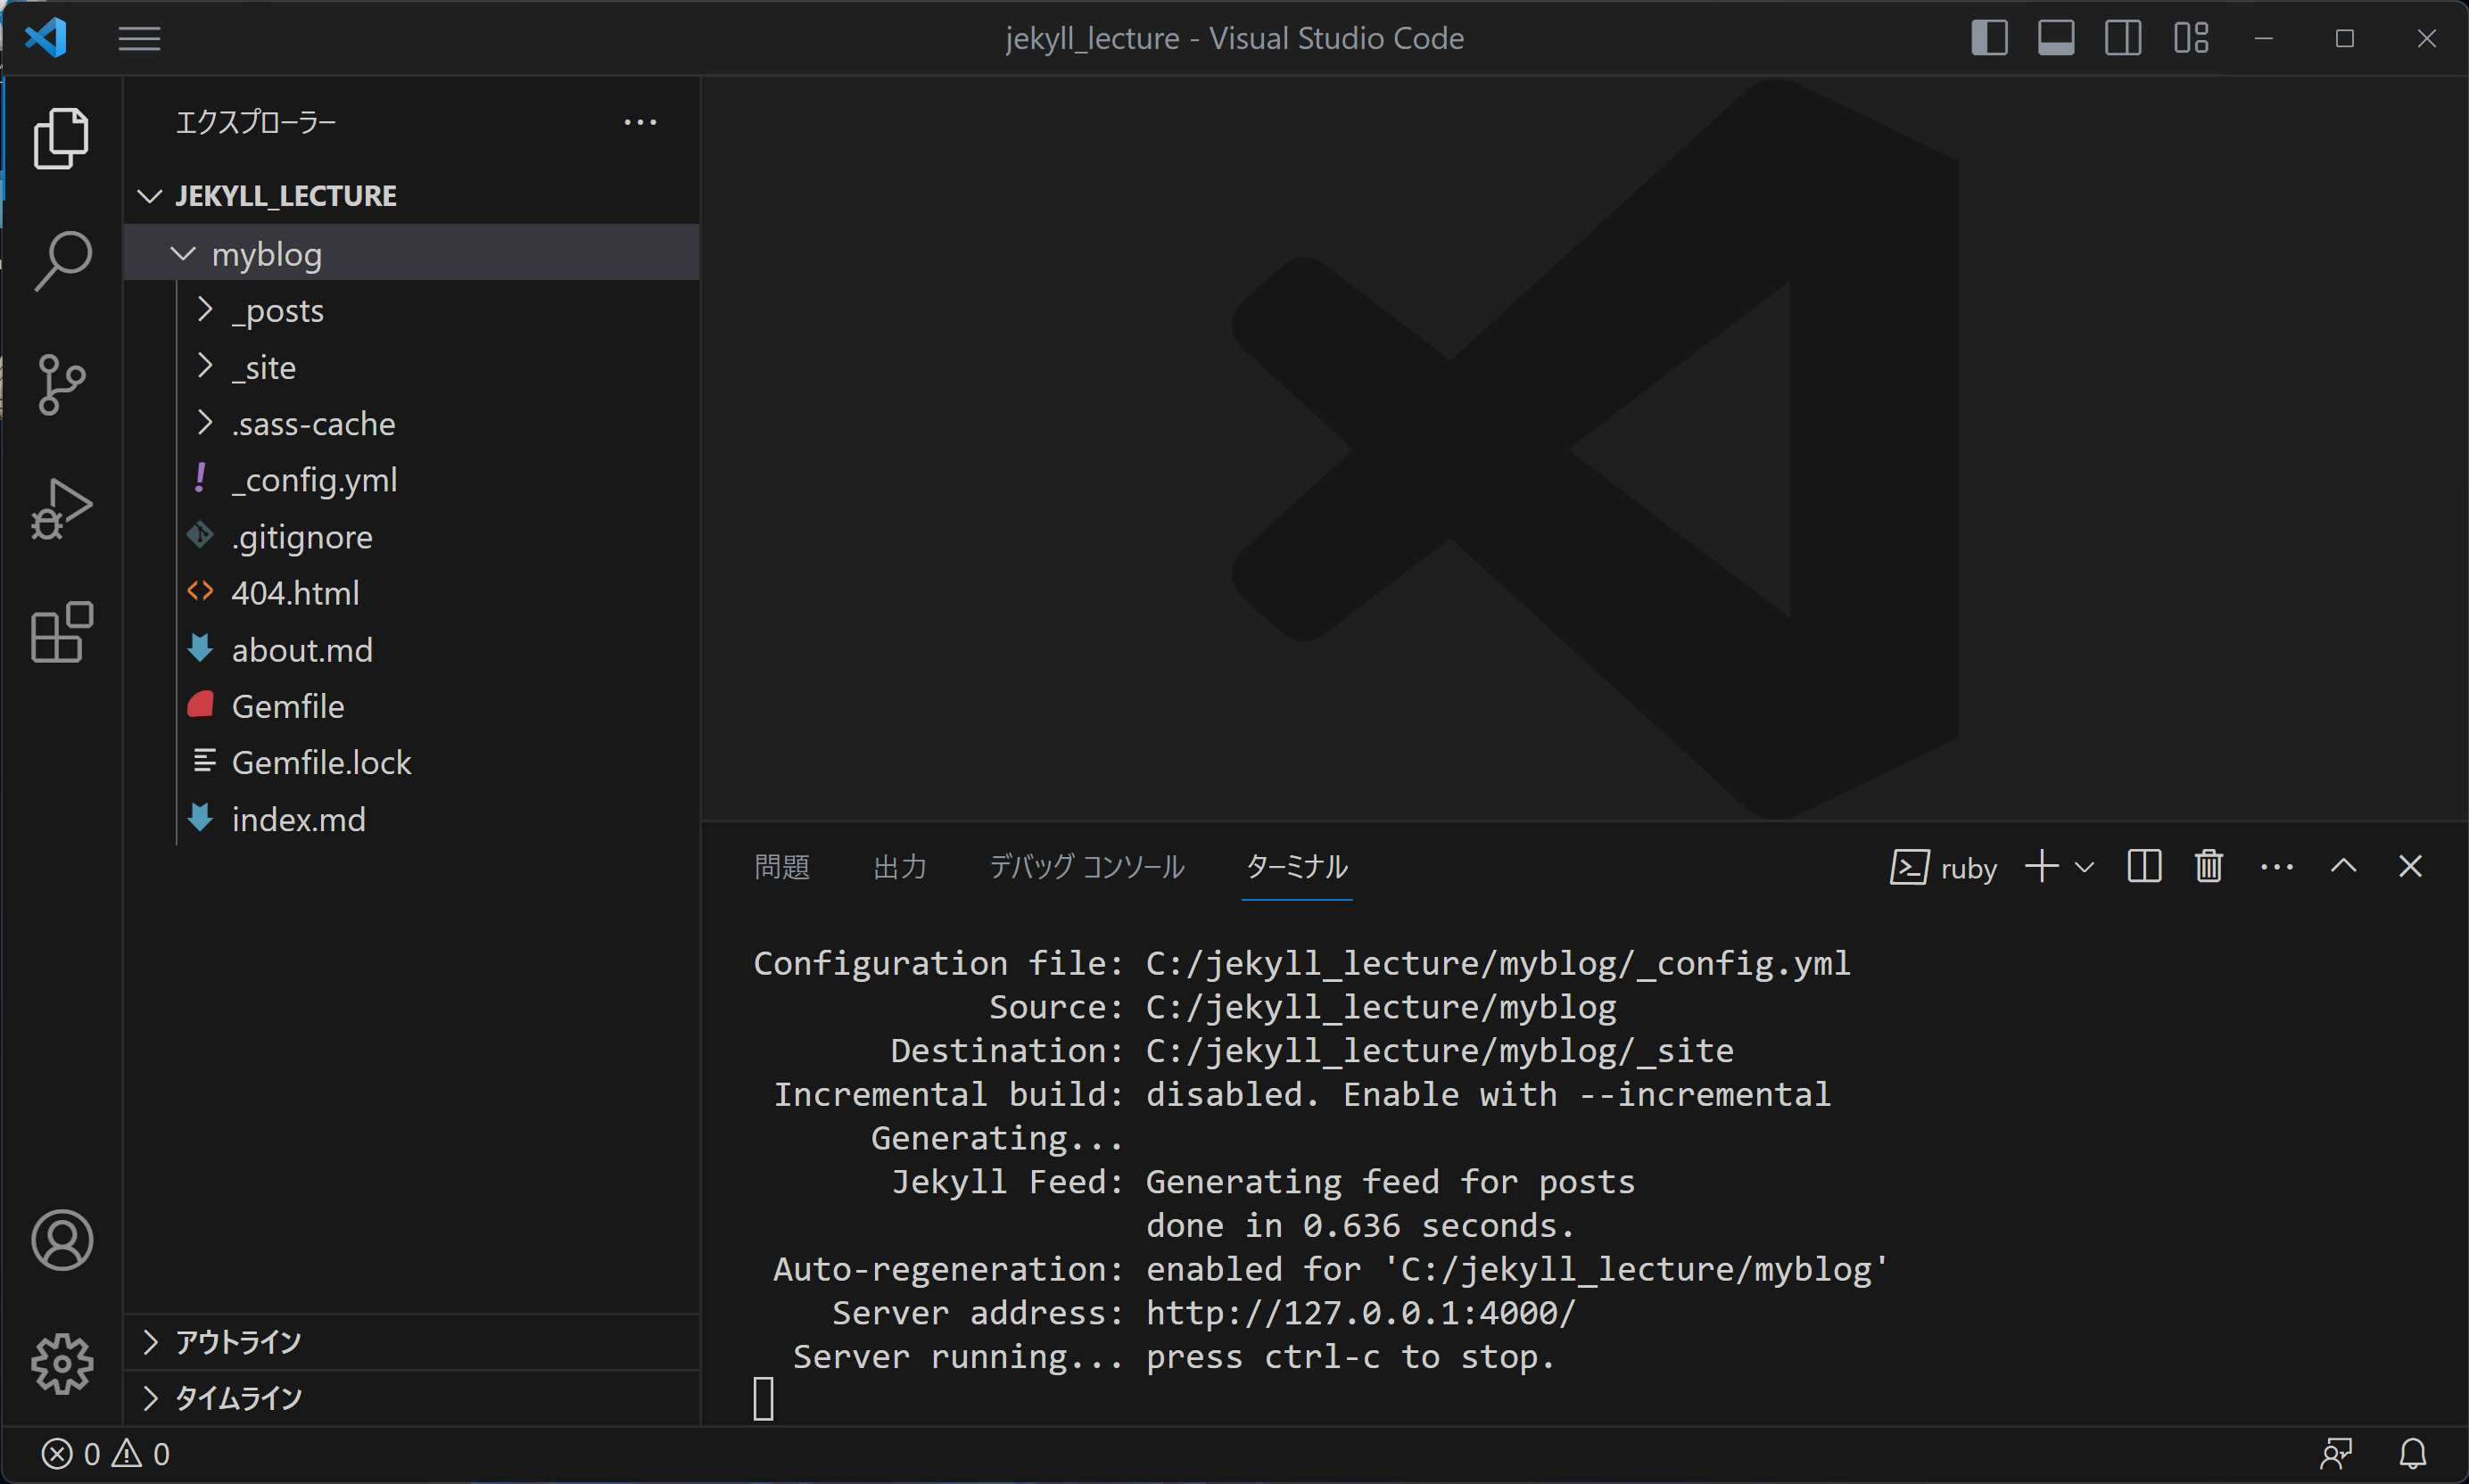 jekyll_lecture - Visual Studio Code
エクスプローラー
JEKYLL_LECTURE
myblog
_posts
_site
.sass-cache
_config.yml
.gitignore
404.html
about.md
Gemfile
Gemfile.lock
index.md
アウトライン
タイムライン
問題 出力 デバッグ コンソール ターミナル ruby
Configuration file: C:/jekyll_lecture/myblog/_config.yml
Source: C:/jekyll_lecture/myblog
Destination: C:/jekyll_lecture/myblog/_site
Incremental build: disabled. Enable with --incremental
Generating...
Jekyll Feed: Generating feed for posts
done in 0.636 seconds.
Auto-regeneration: enabled for 'C:/jekyll_lecture/myblog'
Server address: http://127.0.0.1:4000/
Server running... press ctrl-c to stop.
0 0